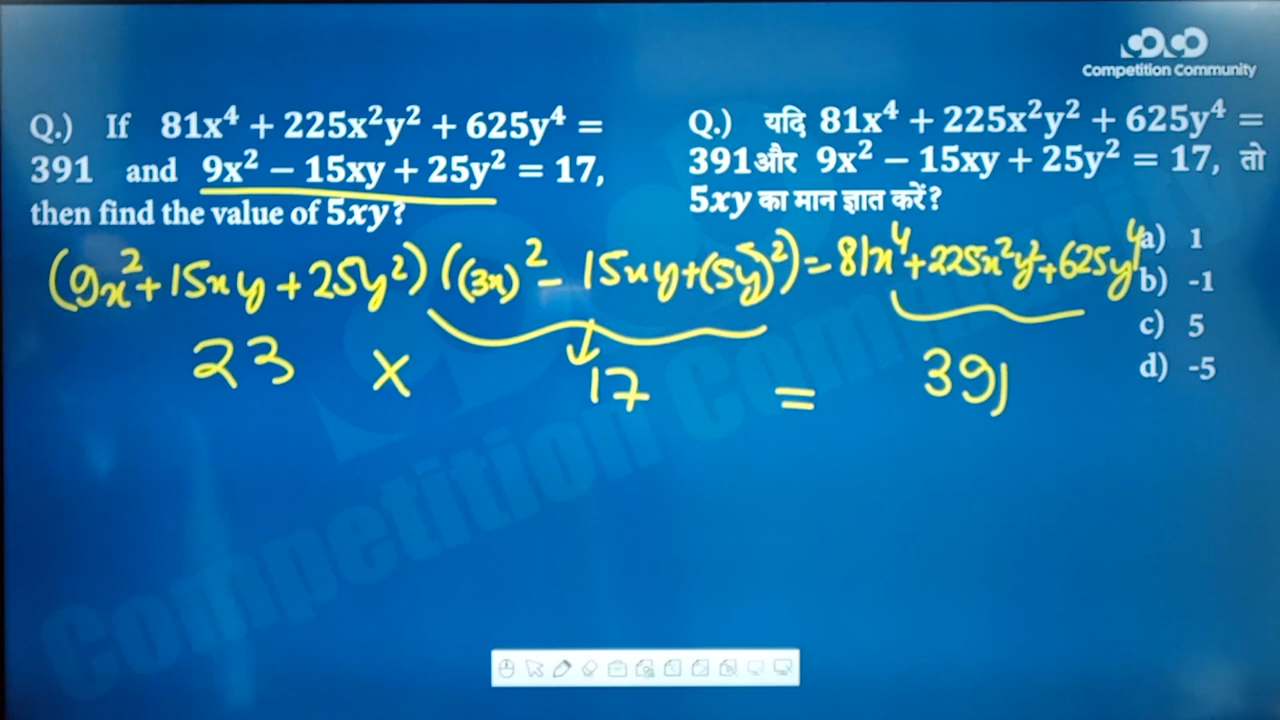 Competition Community
Q.) If 81x⁴ + 225x²y² + 625y⁴ =
391 and 9x² − 15xy + 25y² = 17,
then find the value of 5xy?
Q.) यदि 81x⁴ + 225x²y² + 625y⁴ =
391और 9x² − 15xy + 25y² = 17, तो
5xy का मान ज्ञात करें?
a) 1
b) -1
c) 5
d) -5
(9x²+15xy+25y²)((3x)²−15xy+(5y)²)=81x⁴+225x²y²+625y⁴
23 × 17 = 391
Competition Community